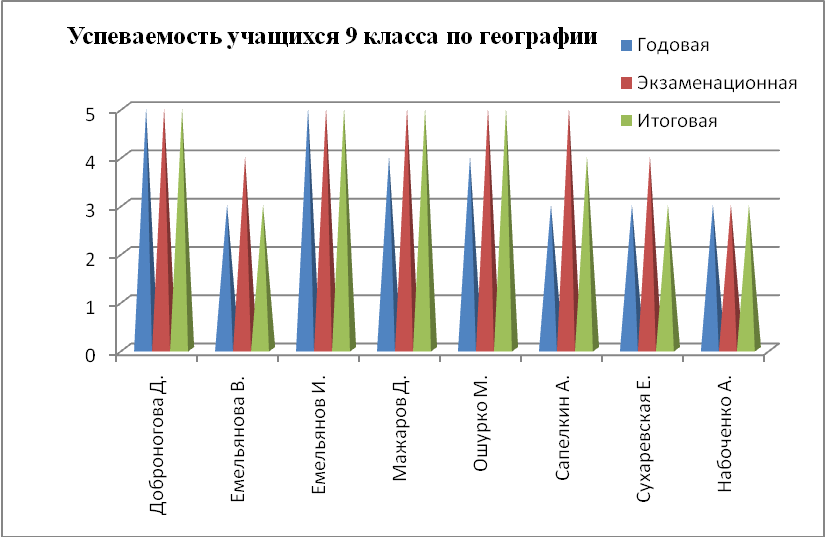 Успеваемость учащихся 9 класса по географии
Годовая
Экзаменационная
Итоговая
5
4
3
2
1
0
Доброногова Д.
Емельянова В.
Емельянов И.
Мажаров Д.
Ошурко М.
Сапелкин А.
Сухаревская Е.
Набоченко А.